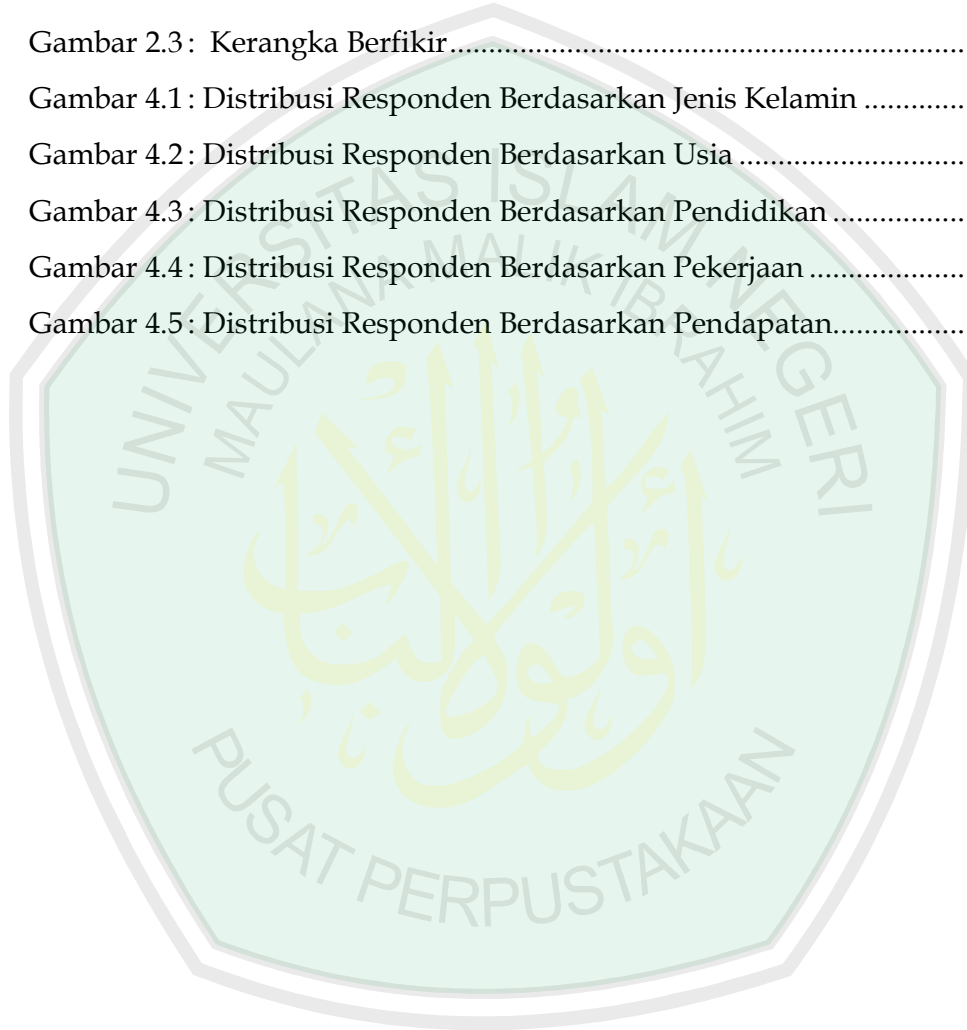 Gambar 2.3 : Kerangka Berfikir..................................................................
Gambar 4.1 : Distribusi Responden Berdasarkan Jenis Kelamin .............
Gambar 4.2 : Distribusi Responden Berdasarkan Usia .............................
Gambar 4.3 : Distribusi Responden Berdasarkan Pendidikan .................
Gambar 4.4 : Distribusi Responden Berdasarkan Pekerjaan ....................
Gambar 4.5 : Distribusi Responden Berdasarkan Pendapatan.................
UNIVERSITAS ISLAM NEGERI
MAULANA MALIK IBRAHIM
أولوا الألباب
PUSAT PERPUSTAKAAN